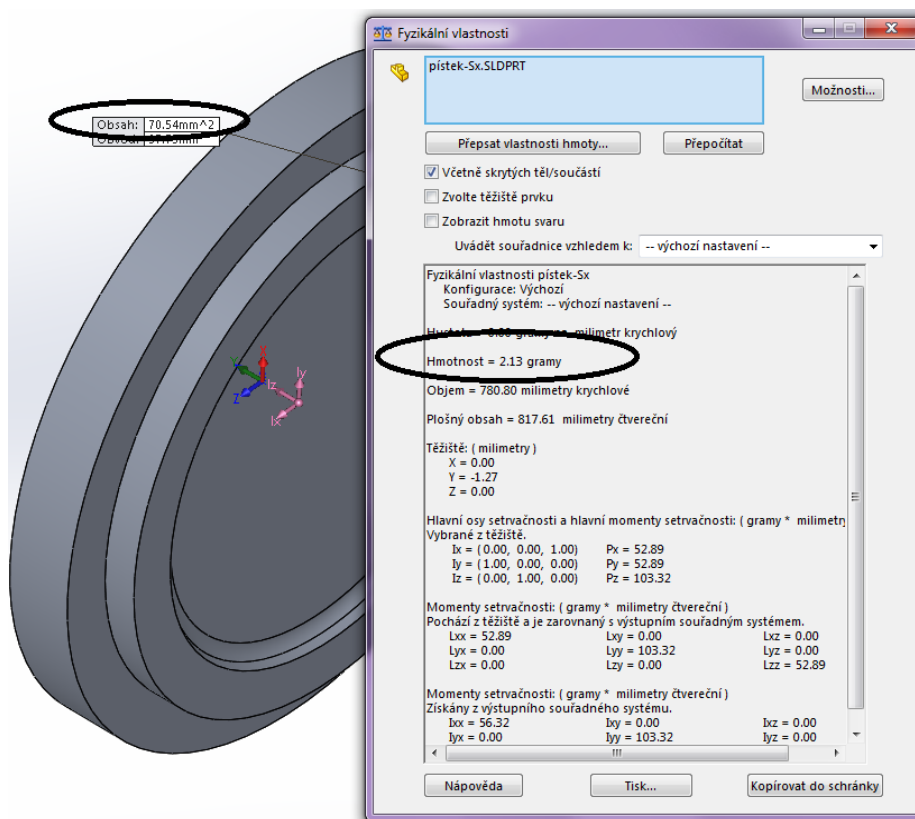 Obsah: 70.54mm^2
Fyzikální vlastnosti
pístek-Sx.SLDPRT
Možnosti...
Přepsat vlastnosti hmoty...
Přepočítat
Včetně skrytých těl/součástí
Zvolte těžiště prvku
Zobrazit hmotu svaru
Uvádět souřadnice vzhledem k: -- výchozí nastavení --
Fyzikální vlastnosti pístek-Sx
Konfigurace: Výchozí
Souřadný systém: -- výchozí nastavení --
milimetr krychlový
Hmotnost = 2.13 gramy
Objem = 780.80 milimetry krychlové
Plošný obsah = 817.61 milimetry čtvereční
Těžiště: ( milimetry )
X = 0.00
Y = -1.27
Z = 0.00
Hlavní osy setrvačnosti a hlavní momenty setrvačnosti: ( gramy * milimetry
Vybrané z těžiště.
Ix = ( 0.00, 0.00, 1.00) Px = 52.89
Iy = ( 1.00, 0.00, 0.00) Py = 52.89
Iz = ( 0.00, 1.00, 0.00) Pz = 103.32
Momenty setrvačnosti: ( gramy * milimetry čtvereční )
Pochází z těžiště a je zarovnaný s výstupním souřadným systémem.
Lxx = 52.89 Lxy = 0.00 Lxz = 0.00
Lyx = 0.00 Lyy = 103.32 Lyz = 0.00
Lzx = 0.00 Lzy = 0.00 Lzz = 52.89
Momenty setrvačnosti: ( gramy * milimetry čtvereční )
Získány z výstupního souřadného systému.
Ixx = 56.32 Ixy = 0.00 Ixz = 0.00
Iyx = 0.00 Iyy = 103.32 Iyz = 0.00
Nápověda
Tisk...
Kopírovat do schránky
X
Y
Z
Iy
Iz
Ix